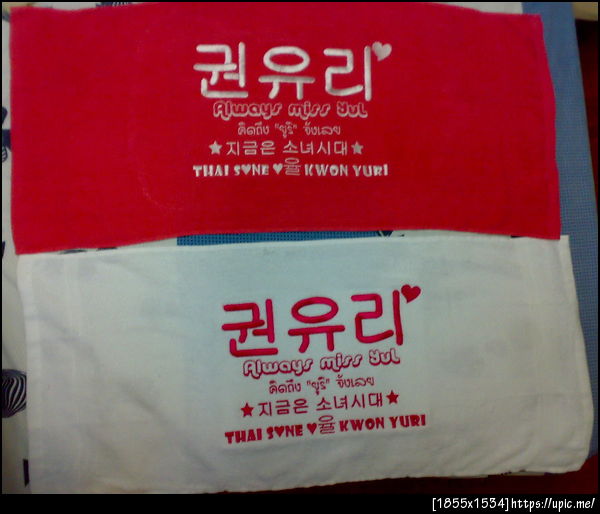 권유리
Always miss Yul
คิดถึง "ยูริ" จังเลย
★지금은 소녀시대★
THAI S♥NE ♥율 KWON YURI
권유리
Always miss Yul
คิดถึง "ยูริ" จังเลย
★지금은 소녀시대★
THAI S♥NE ♥율 KWON YURI
[1855x1534]https://upic.me/